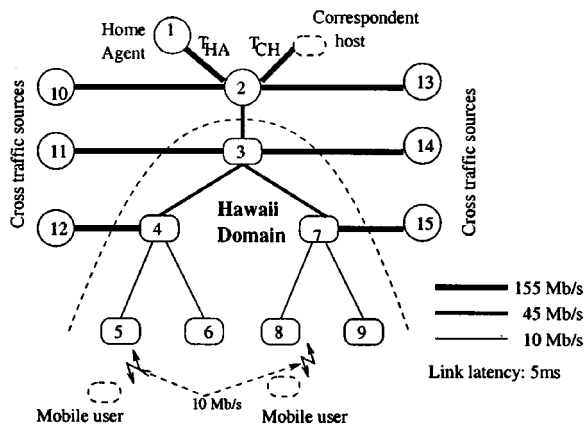 Correspondent
host
Home
Agent
1
T_HA
T_CH
10
2
13
11
3
14
Cross traffic sources
Cross traffic sources
12
4
Hawaii
Domain
7
15
155 Mb/s
45 Mb/s
10 Mb/s
5
6
8
9
Link latency: 5ms
10 Mb/s
Mobile user
Mobile user